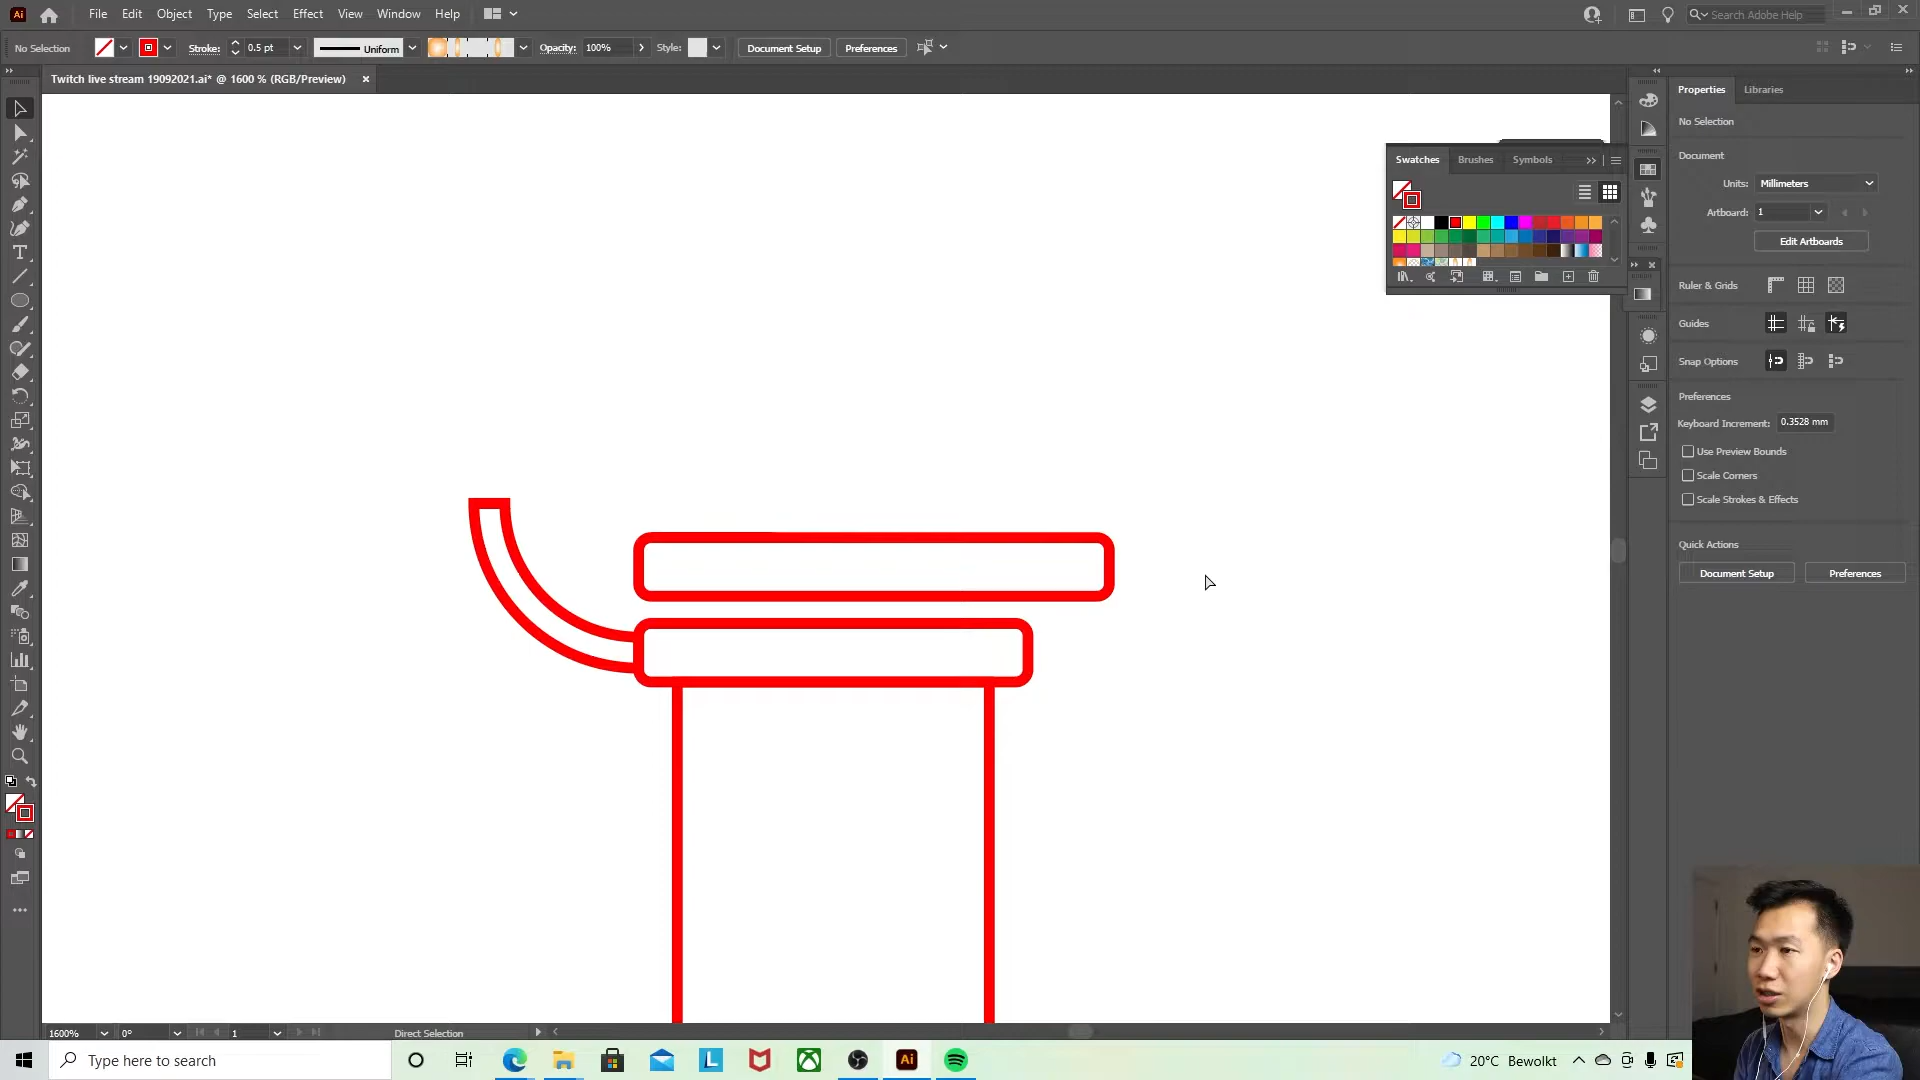 Ai File Edit Object Type Select Effect View Window Help Search Adobe Help
No Selection Stroke: 0.5 pt Uniform Opacity: 100% Style: Document Setup Preferences
Twitch live stream 19092021.ai* @ 1600 % (RGB/Preview)
Properties Libraries
No Selection
Document
Units: Millimeters
Artboard: 1
Edit Artboards
Ruler & Grids
Guides
Snap Options
Preferences
Keyboard Increment: 0.3528 mm
Use Preview Bounds
Scale Corners
Scale Strokes & Effects
Quick Actions
Document Setup Preferences
Swatches Brushes Symbols
1600% 0° 1 Direct Selection
Type here to search
L
Ai
20°C Bewolkt